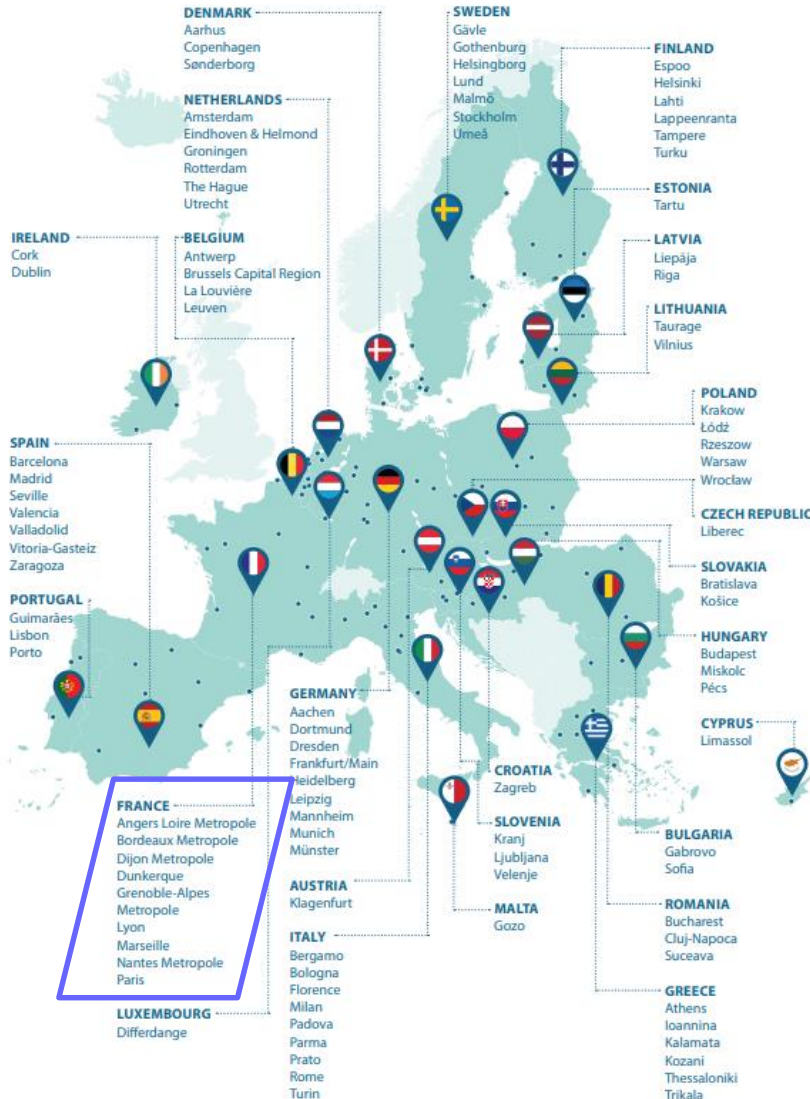 DENMARK
Aarhus
Copenhagen
Sønderborg
SWEDEN
Gävle
Gothenburg
Helsingborg
Lund
Malmö
Stockholm
Umeå
FINLAND
Espoo
Helsinki
Lahti
Lappeenranta
Tampere
Turku
NETHERLANDS
Amsterdam
Eindhoven & Helmond
Groningen
Rotterdam
The Hague
Utrecht
ESTONIA
Tartu
IRELAND
Cork
Dublin
BELGIUM
Antwerp
Brussels Capital Region
La Louvière
Leuven
LATVIA
Liepāja
Riga
LITHUANIA
Taurage
Vilnius
POLAND
Krakow
Łódź
Rzeszow
Warsaw
Wrocław
SPAIN
Barcelona
Madrid
Seville
Valencia
Valladolid
Vitoria-Gasteiz
Zaragoza
CZECH REPUBLIC
Liberec
SLOVAKIA
Bratislava
Košice
PORTUGAL
Guimarães
Lisbon
Porto
HUNGARY
Budapest
Miskolc
Pécs
GERMANY
Aachen
Dortmund
Dresden
Frankfurt/Main
Heidelberg
Leipzig
Mannheim
Munich
Münster
CYPRUS
Limassol
CROATIA
Zagreb
FRANCE
Angers Loire Metropole
Bordeaux Metropole
Dijon Metropole
Dunkerque
Grenoble-Alpes
Metropole
Lyon
Marseille
Nantes Metropole
Paris
SLOVENIA
Kranj
Ljubljana
Velenje
BULGARIA
Gabrovo
Sofia
AUSTRIA
Klagenfurt
MALTA
Gozo
ROMANIA
Bucharest
Cluj-Napoca
Suceava
ITALY
Bergamo
Bologna
Florence
Milan
Padova
Parma
Prato
Rome
Turin
GREECE
Athens
Ioannina
Kalamata
Kozani
Thessaloniki
Trikala
LUXEMBOURG
Differdange